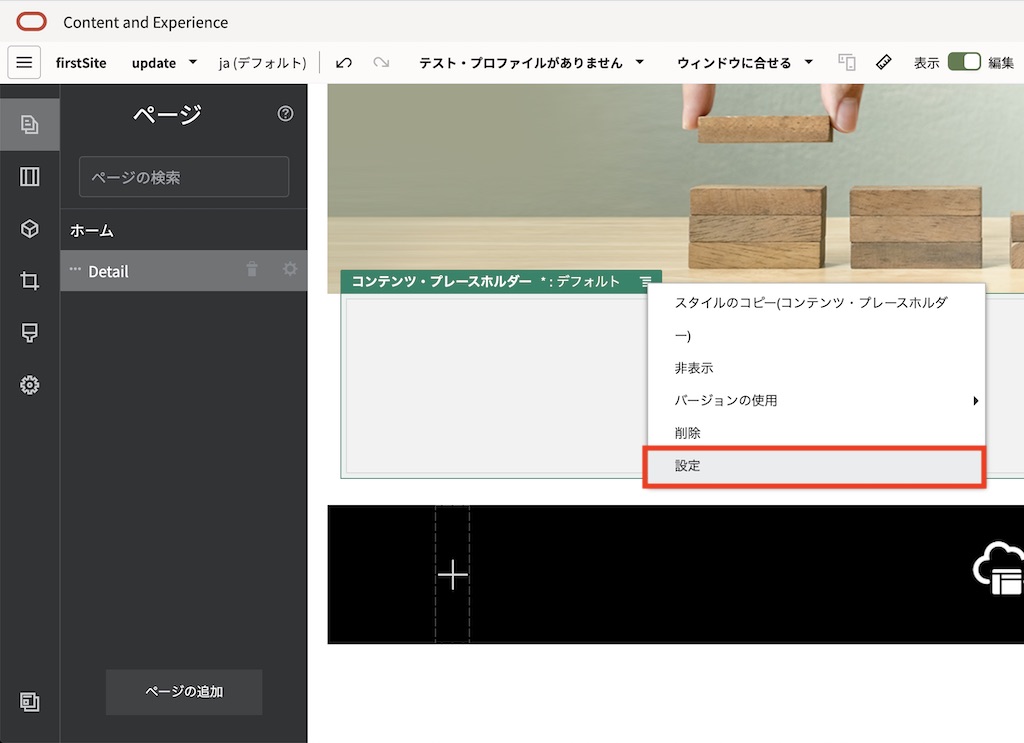 Content and Experience
firstSite update ja (デフォルト) テスト・プロファイルがありません ウィンドウに合せる 表示 編集
ページ
ページの検索
ホーム
Detail
コンテンツ・プレースホルダー *: デフォルト
スタイルのコピー(コンテンツ・プレースホルダ
ー)
非表示
バージョンの使用
削除
設定
ページの追加